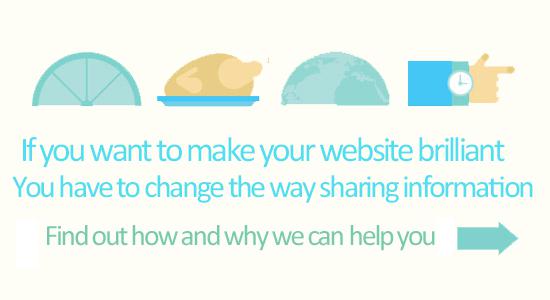 If you want to make your website brilliant
You have to change the way sharing information
Find out how and why we can help you